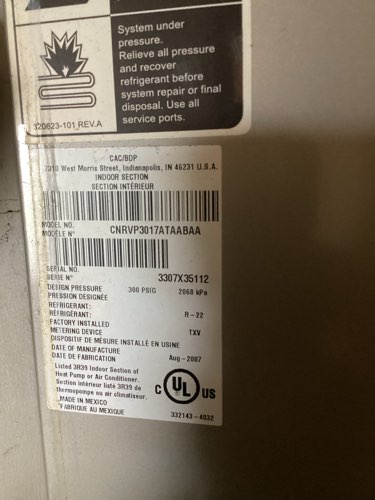 System under
pressure.
Relieve all pressure
and recover
refrigerant before
system repair or final
disposal. Use all
service ports.
320623-101 REV.A
CAC/BDP
7310 West Morris Street, Indianapolis, IN 46231 U.S.A.
INDOOR SECTION
SECTION INTÉRIEUR
MODEL NO.
MODÈLE N° CNRVP3017ATAABAA
SERIAL NO.
SÉRIE N° 3307X35112
DESIGN PRESSURE 300 PSIG 2068 kPa
PRESSION DESIGNÉE
REFRIGERANT:
REFRIGÉRANT: R-22
FACTORY INSTALLED
METERING DEVICE TXV
DISPOSITIF DE MÉSURE INSTALLÉ EN USINE
DATE OF MANUFACTURE
DATE DE FABRICATION Aug-2007
Listed 3R39 Indoor Section of
Heat Pump or Air Conditioner.
Section intérieur listé 3R39 de
thermopompe ou air climatiseur.
MADE IN MEXICO
FABRIQUE AU MEXIQUE
C UL US
332143-4032